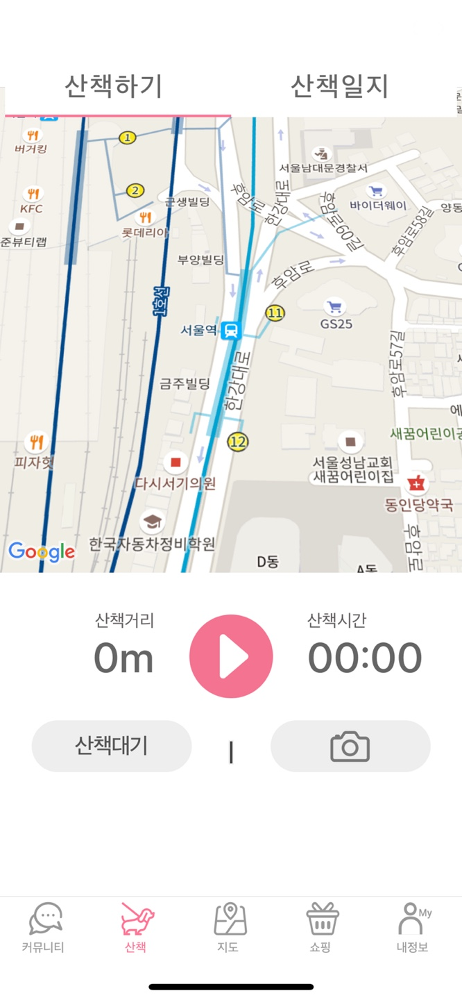 산책하기
산책일지
버거킹
1
서울남대문경찰서
2
KFC
근생빌딩
후암로
한강대로
바이더웨이
양동
후암로60길
후암로58길
롯데리아
준뷰티랩
부양빌딩
후암로
1호선
11
GS25
서울역
후암로57길
한강대로
금주빌딩
에
12
새꿈어린이공
피자헛
서울성남교회
새꿈어린이집
다시서기의원
동인당약국
한국자동차정비학원
후암로
Google
D동
A동
산책거리
산책시간
0m
00:00
산책대기
커뮤니티
산책
지도
쇼핑
My
내정보